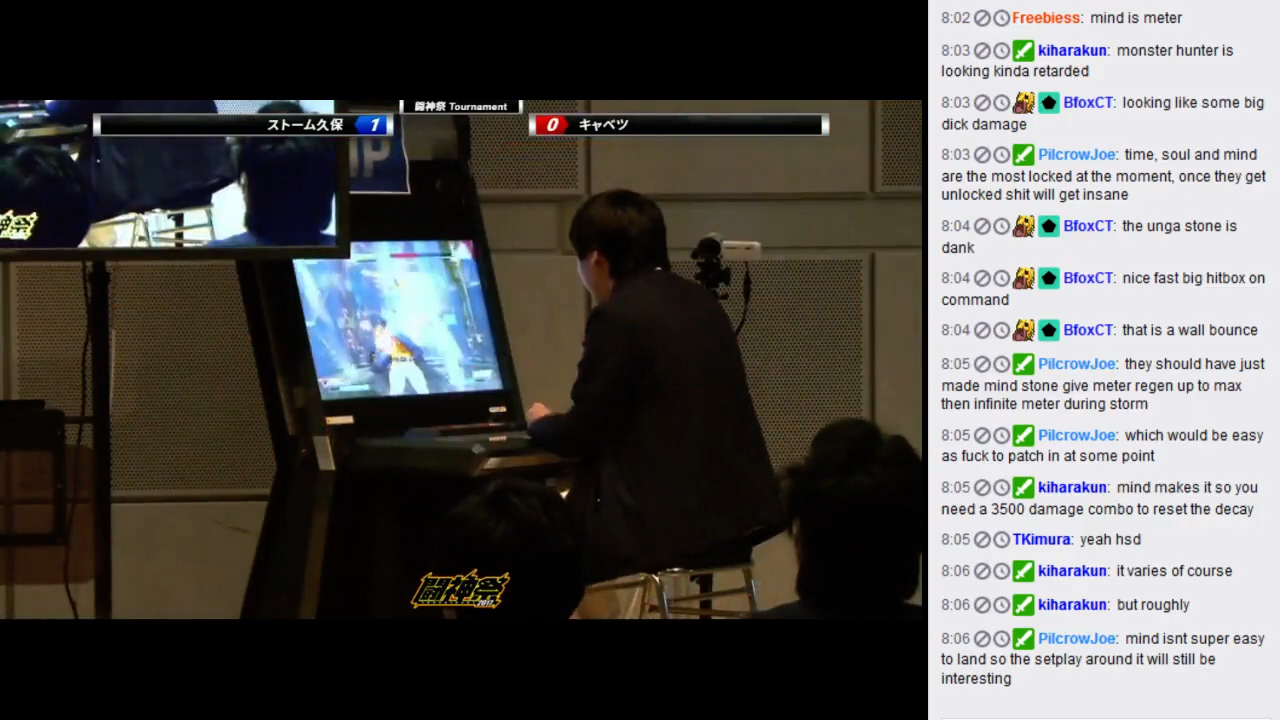 闘神祭 Tournament
ストーム久保 1
0 キャベツ
闘神祭
2017
8:02 Freebiess: mind is meter
8:03 kiharakun: monster hunter is
looking kinda retarded
8:03 BfoxCT: looking like some big
dick damage
8:03 PilcrowJoe: time, soul and mind
are the most locked at the moment, once they get
unlocked shit will get insane
8:04 BfoxCT: the unga stone is
dank
8:04 BfoxCT: nice fast big hitbox on
command
8:04 BfoxCT: that is a wall bounce
8:05 PilcrowJoe: they should have just
made mind stone give meter regen up to max
then infinite meter during storm
8:05 PilcrowJoe: which would be easy
as fuck to patch in at some point
8:05 kiharakun: mind makes it so you
need a 3500 damage combo to reset the decay
8:05 TKimura: yeah hsd
8:06 kiharakun: it varies of course
8:06 kiharakun: but roughly
8:06 PilcrowJoe: mind isnt super easy
to land so the setplay around it will still be
interesting